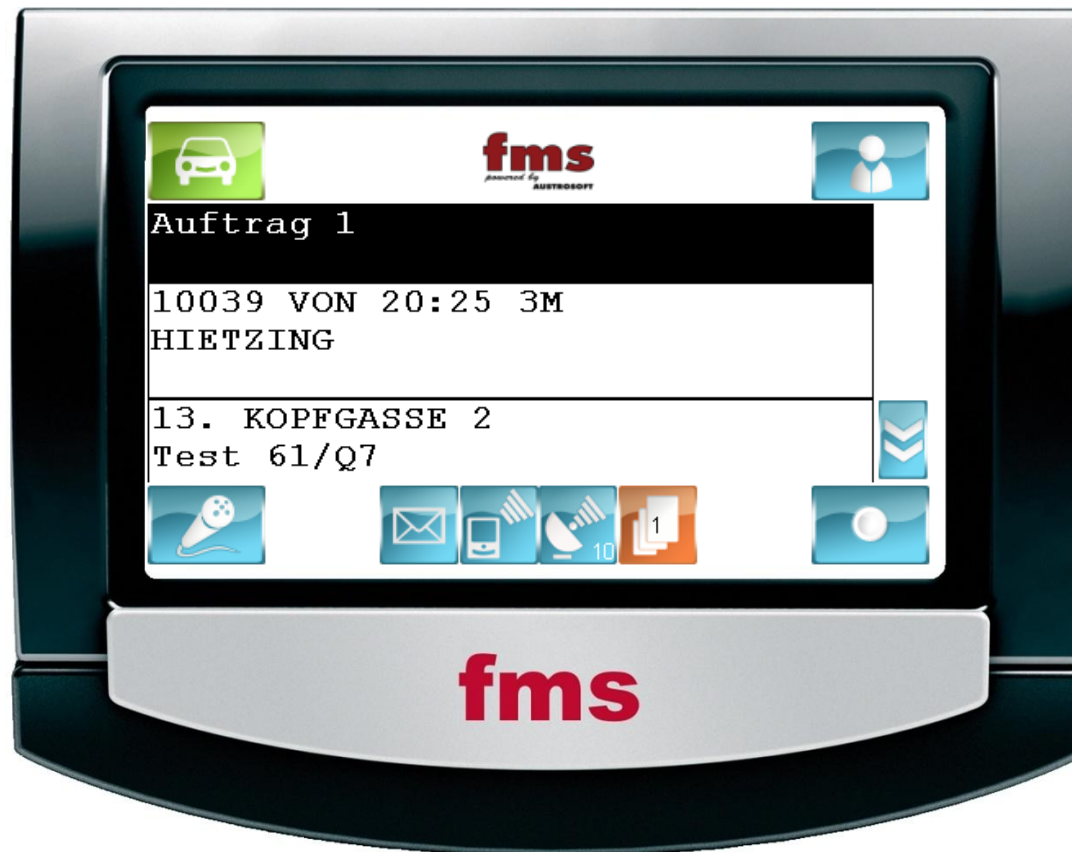 fms
powered by
AUSTROSOFT
Auftrag 1
10039 VON 20:25 3M
HIETZING
13. KOPFGASSE 2
Test 61/Q7
10
1
fms